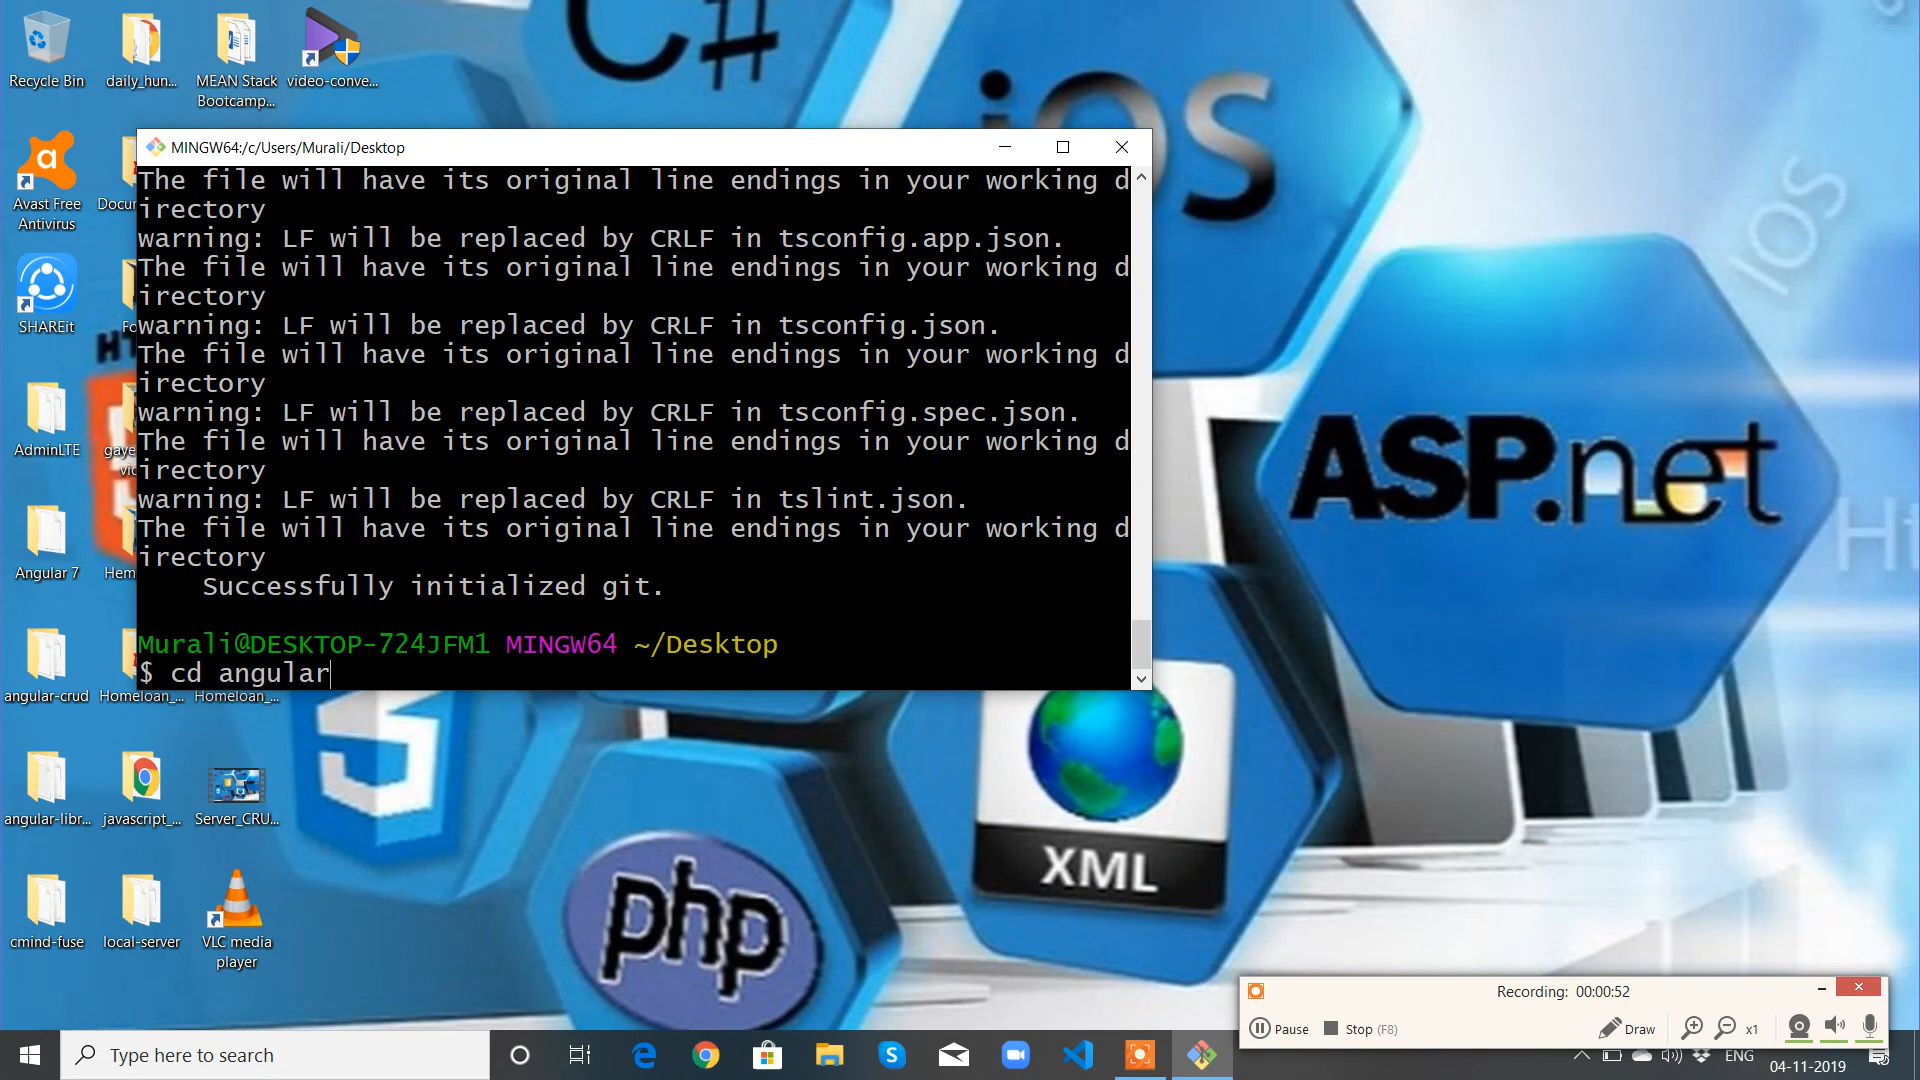 Recycle Bin
daily_hun...
MEAN Stack
Bootcamp...
video-conve...
C#
iOS
iOS
MINGW64:/c/Users/Murali/Desktop
The file will have its original line endings in your working d
irectory
warning: LF will be replaced by CRLF in tsconfig.app.json.
The file will have its original line endings in your working d
irectory
warning: LF will be replaced by CRLF in tsconfig.json.
The file will have its original line endings in your working d
irectory
warning: LF will be replaced by CRLF in tsconfig.spec.json.
The file will have its original line endings in your working d
irectory
warning: LF will be replaced by CRLF in tslint.json.
The file will have its original line endings in your working d
irectory
Successfully initialized git.
Murali@DESKTOP-724JFM1 MINGW64 ~/Desktop
$ cd angular
Avast Free
Antivirus
SHAREit
AdminLTE
Angular 7
angular-crud
Homeloan_...
Homeloan_...
angular-libr...
javascript_...
Server_CRU...
cmind-fuse
local-server
VLC media
player
ASP.net
php
XML
Recording: 00:00:52
Pause
Stop (F8)
Draw
x1
Type here to search
ENG
04-11-2019